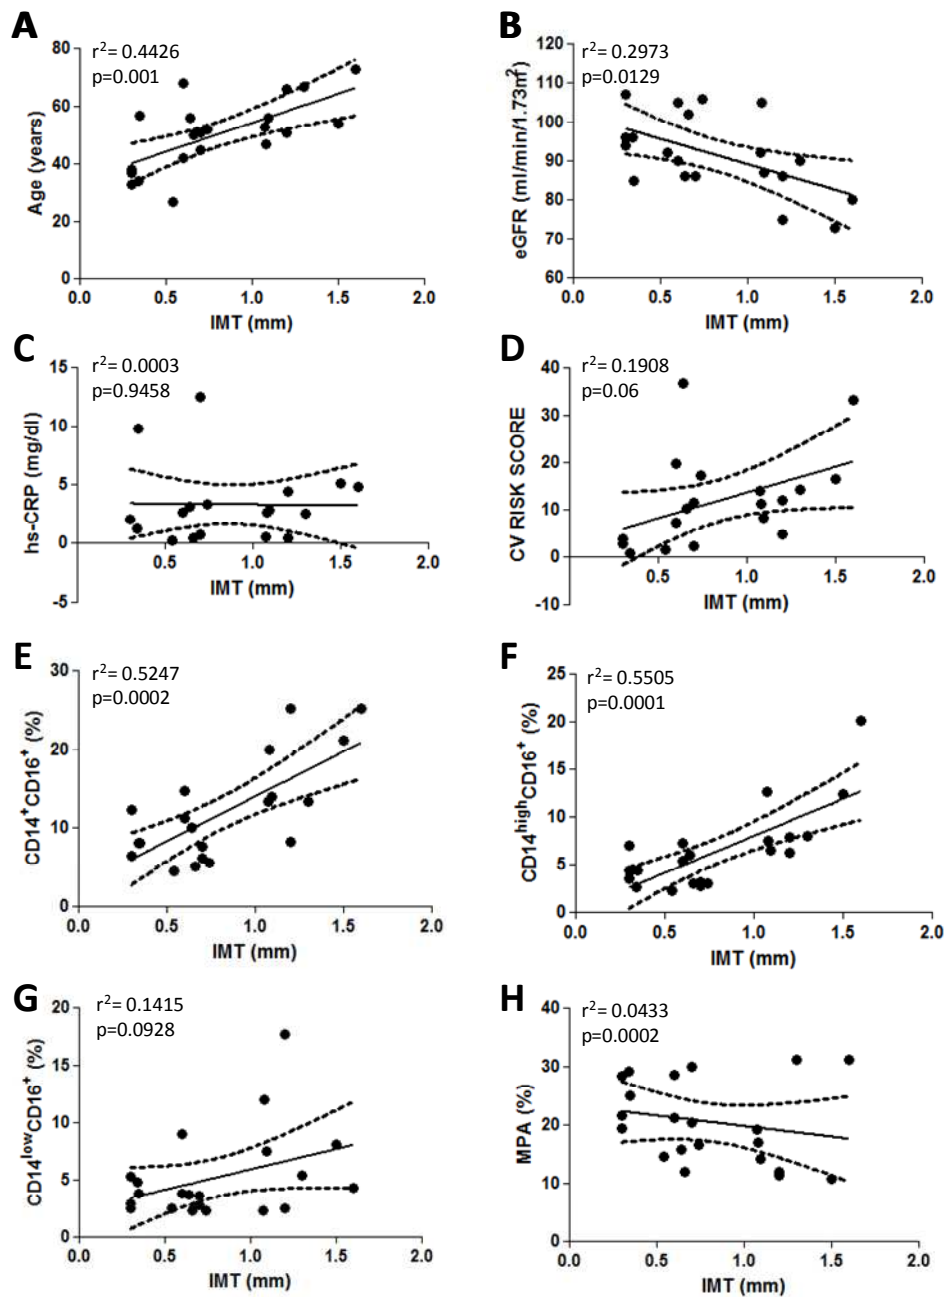 A
r²= 0.4426
p=0.001
80
60
40
20
0
Age (years)
0.0 0.5 1.0 1.5 2.0
IMT (mm)
B
r²= 0.2973
p=0.0129
120
110
100
90
80
70
60
eGFR (ml/min/1.73m²)
0.0 0.5 1.0 1.5 2.0
IMT (mm)
C
r²= 0.0003
p=0.9458
15
10
5
0
-5
hs-CRP (mg/dl)
0.5 1.0 1.5 2.0
IMT (mm)
D
r²= 0.1908
p=0.06
40
30
20
10
0
-10
CV RISK SCORE
0.5 1.0 1.5 2.0
IMT (mm)
E
r²= 0.5247
p=0.0002
30
20
10
0
CD14⁺CD16⁺ (%)
0.0 0.5 1.0 1.5 2.0
IMT (mm)
F
r²= 0.5505
p=0.0001
25
20
15
10
5
0
CD14ʰⁱᵍʰCD16⁺ (%)
0.0 0.5 1.0 1.5 2.0
IMT (mm)
G
r²= 0.1415
p=0.0928
20
15
10
5
0
CD14ˡᵒʷCD16⁺ (%)
0.0 0.5 1.0 1.5 2.0
IMT (mm)
H
r²= 0.0433
p=0.0002
40
30
20
10
0
MPA (%)
0.0 0.5 1.0 1.5 2.0
IMT (mm)